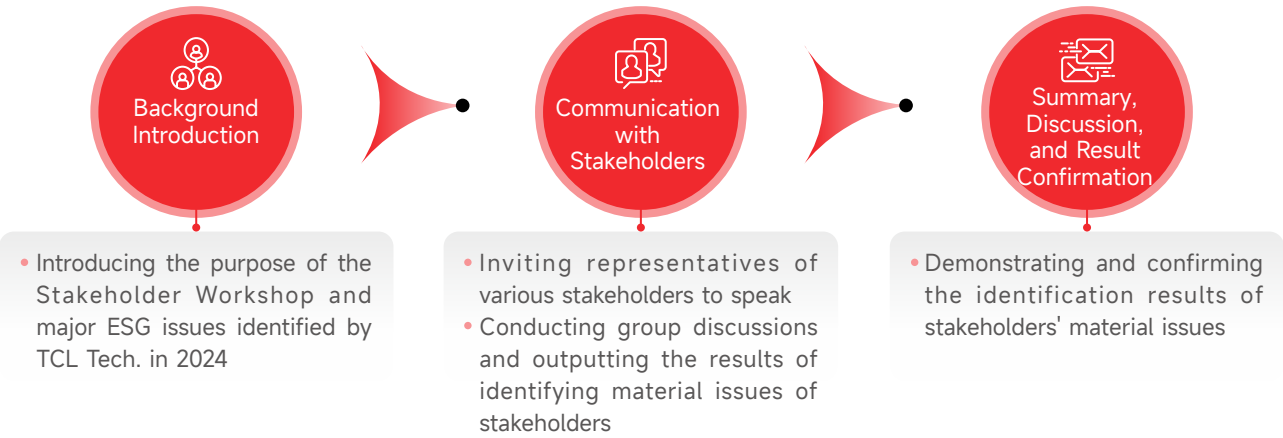 Background
Introduction
Communication
with
Stakeholders
Summary,
Discussion,
and Result
Confirmation
• Introducing the purpose of the
Stakeholder Workshop and
major ESG issues identified by
TCL Tech. in 2024
• Inviting representatives of
various stakeholders to speak
• Conducting group discussions
and outputting the results of
identifying material issues of
stakeholders
• Demonstrating and confirming
the identification results of
stakeholders' material issues